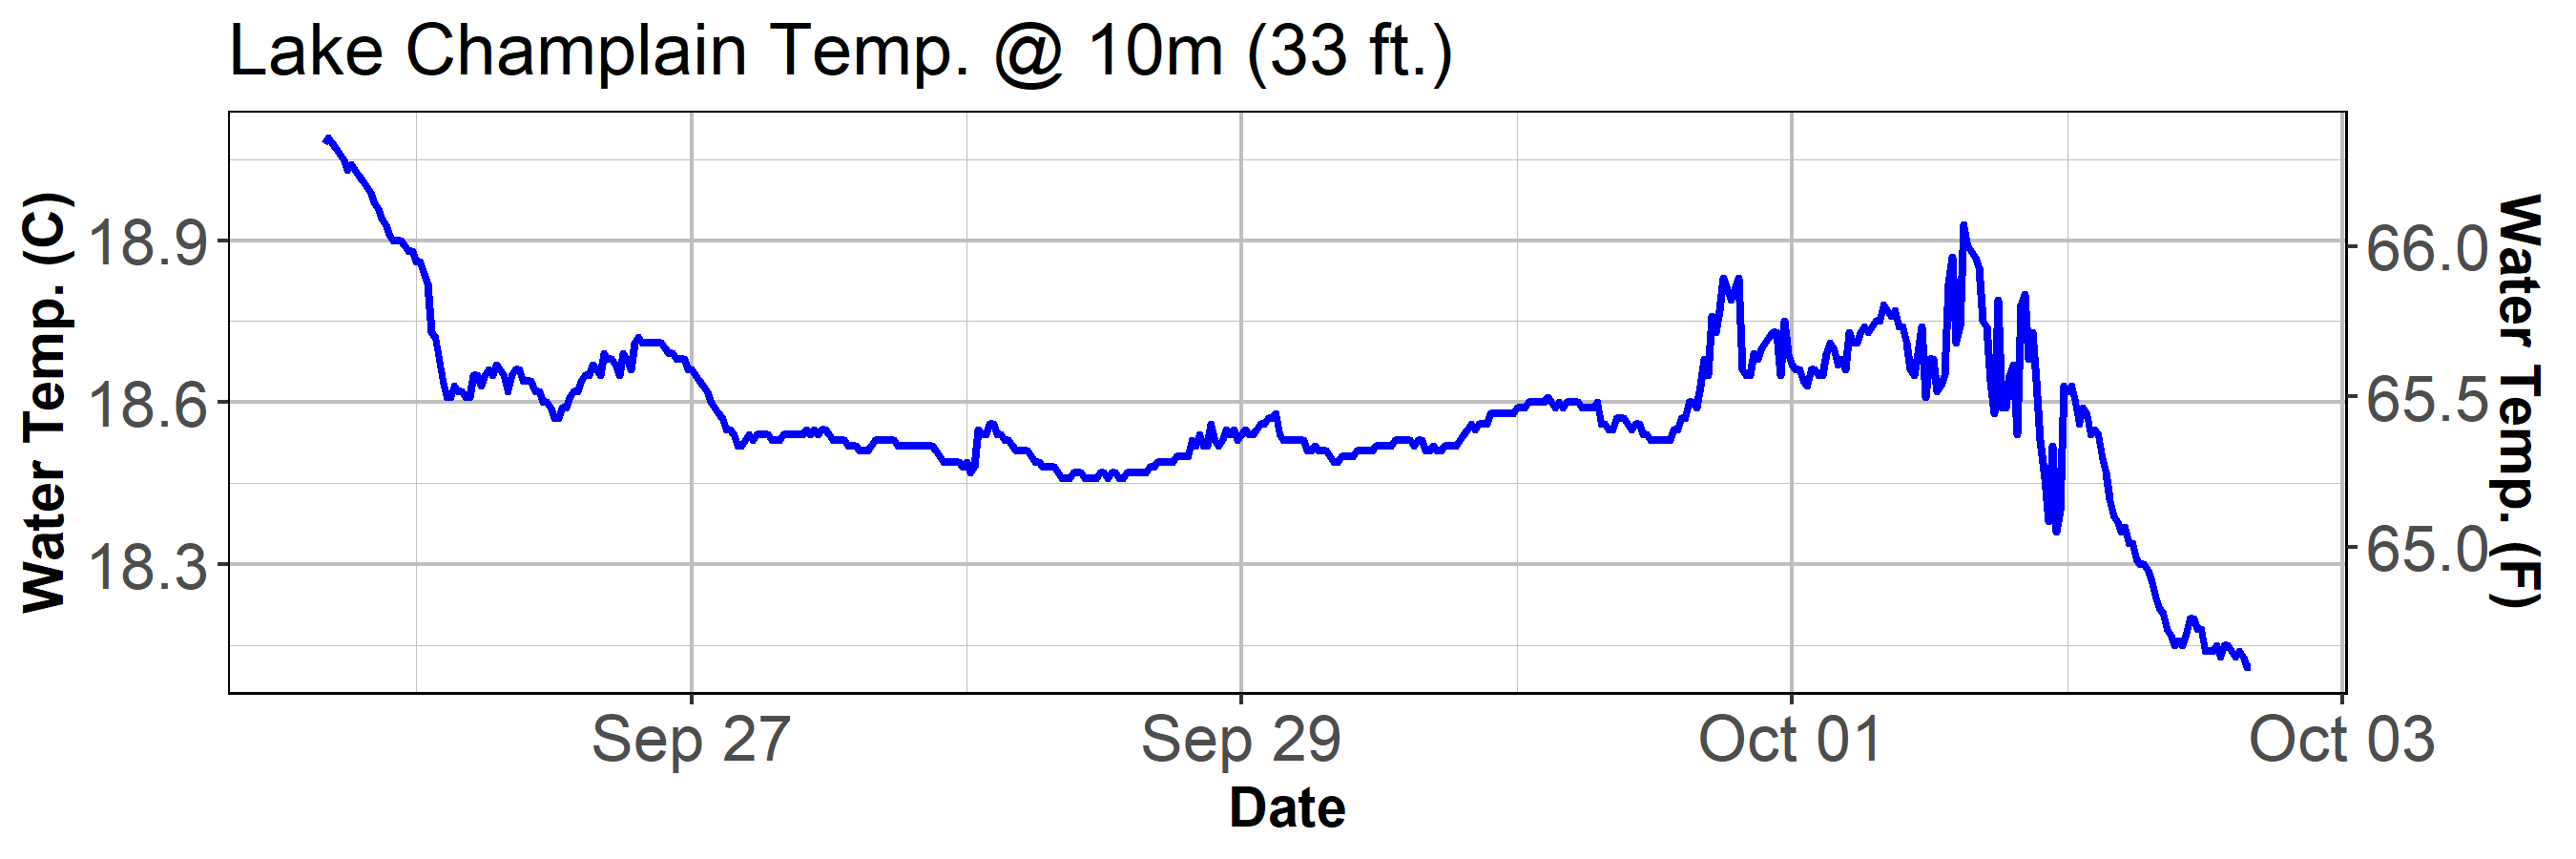 Lake Champlain Temp. @ 10m (33 ft.)
Water Temp. (C)
18.9
18.6
18.3
66.0
65.5
65.0
Water Temp. (F)
Sep 27
Sep 29
Oct 01
Oct 03
Date